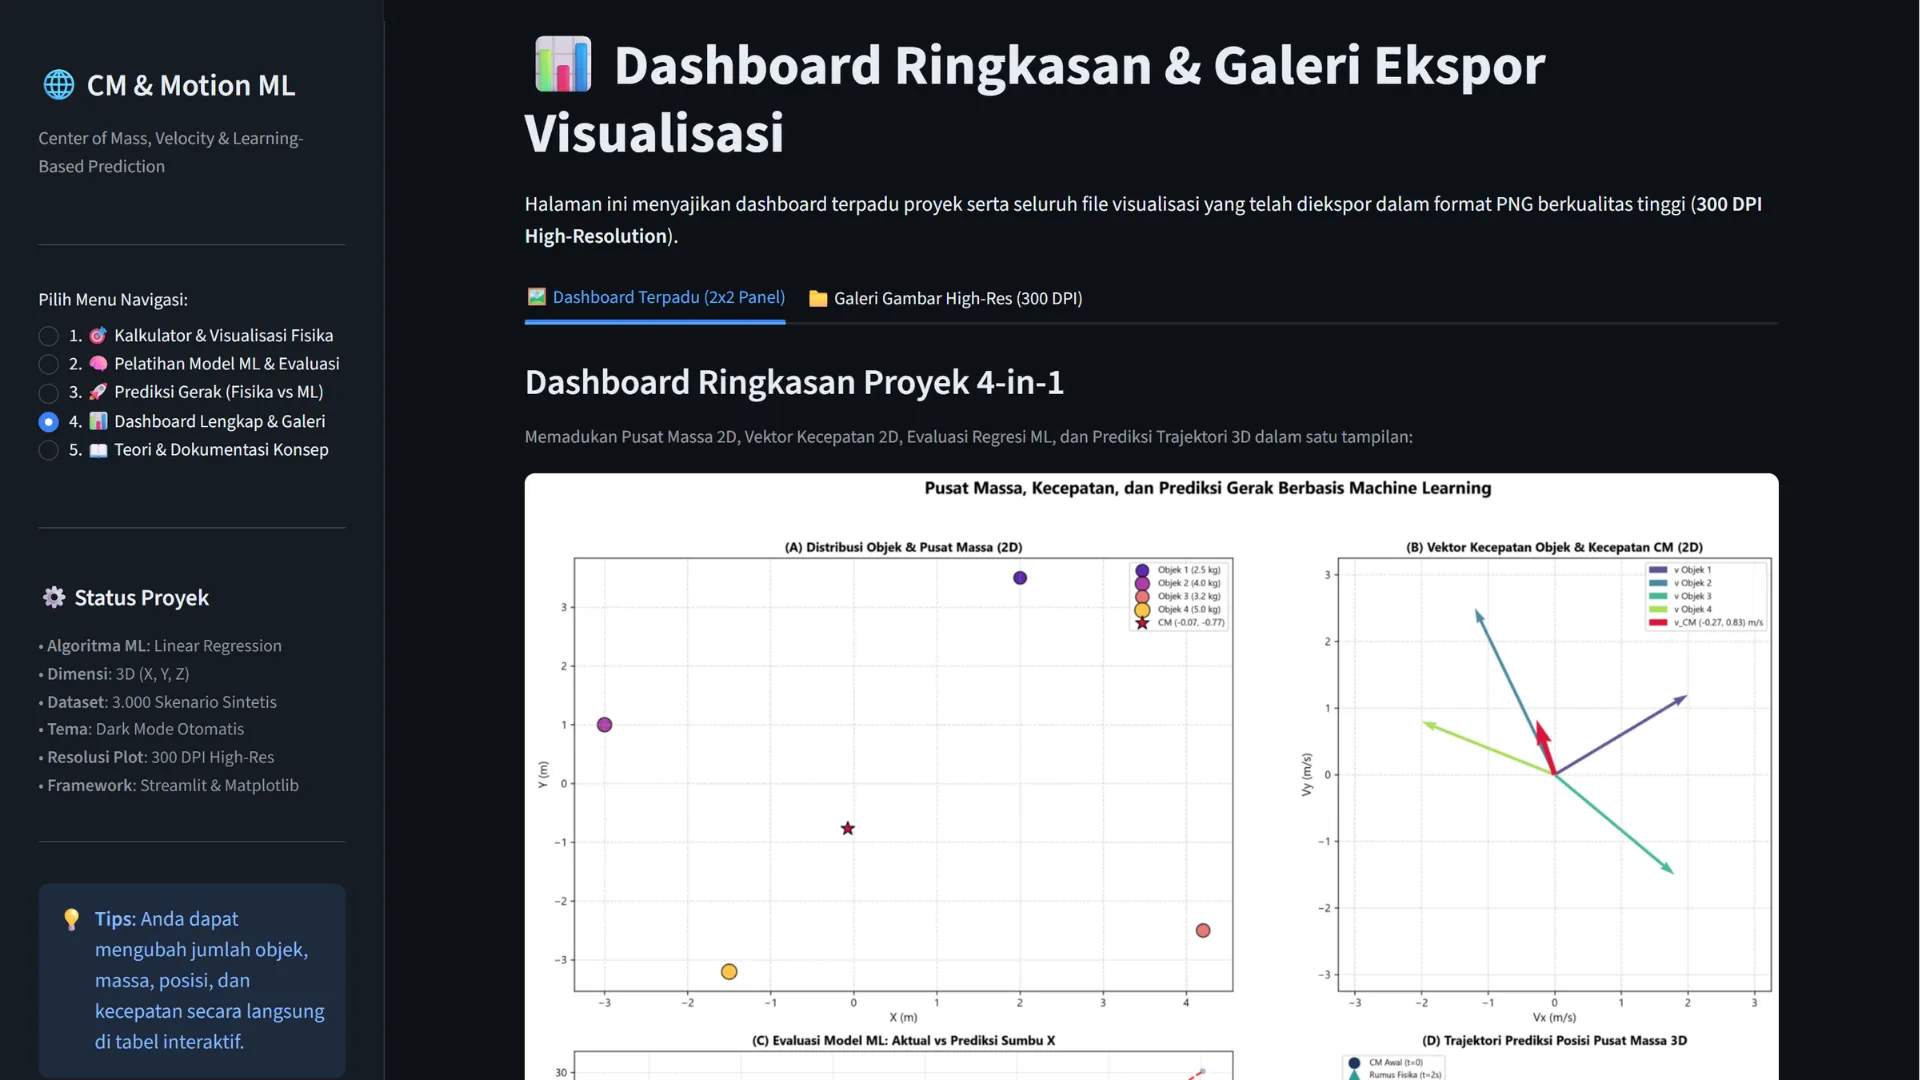 CM & Motion ML
Center of Mass, Velocity & Learning-
Based Prediction
Pilih Menu Navigasi:
1. Kalkulator & Visualisasi Fisika
2. Pelatihan Model ML & Evaluasi
3. Prediksi Gerak (Fisika vs ML)
4. Dashboard Lengkap & Galeri
5. Teori & Dokumentasi Konsep
Status Proyek
• Algoritma ML: Linear Regression
• Dimensi: 3D (X, Y, Z)
• Dataset: 3.000 Skenario Sintetis
• Tema: Dark Mode Otomatis
• Resolusi Plot: 300 DPI High-Res
• Framework: Streamlit & Matplotlib
Tips: Anda dapat
mengubah jumlah objek,
massa, posisi, dan
kecepatan secara langsung
di tabel interaktif.
Dashboard Ringkasan & Galeri Ekspor
Visualisasi
Halaman ini menyajikan dashboard terpadu proyek serta seluruh file visualisasi yang telah diekspor dalam format PNG berkualitas tinggi (300 DPI
High-Resolution).
Dashboard Terpadu (2x2 Panel)
Galeri Gambar High-Res (300 DPI)
Dashboard Ringkasan Proyek 4-in-1
Memadukan Pusat Massa 2D, Vektor Kecepatan 2D, Evaluasi Regresi ML, dan Prediksi Trajektori 3D dalam satu tampilan:
Pusat Massa, Kecepatan, dan Prediksi Gerak Berbasis Machine Learning
(A) Distribusi Objek & Pusat Massa (2D)
Objek 1 (2.5 kg)
Objek 2 (4.0 kg)
Objek 3 (3.2 kg)
Objek 4 (5.0 kg)
CM (-0.07, -0.77)
Y (m)
3
2
1
0
−1
−2
−3
−3 −2 −1 0 1 2 3 4
X (m)
(B) Vektor Kecepatan Objek & Kecepatan CM (2D)
v Objek 1
v Objek 2
v Objek 3
v Objek 4
v_CM (-0.27, 0.83) m/s
Vy (m/s)
3
2
1
0
−1
−2
−3
−3 −2 −1 0 1 2 3
Vx (m/s)
(C) Evaluasi Model ML: Aktual vs Prediksi Sumbu X
30
(D) Trajektori Prediksi Posisi Pusat Massa 3D
CM Awal (t=0)
Rumus Fisika (t=2s)